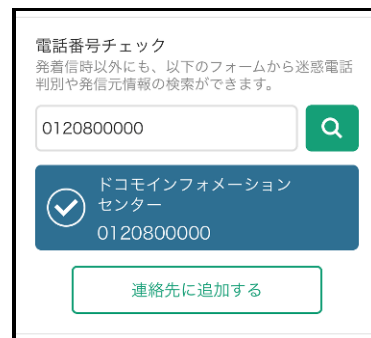 電話番号チェック
発着信時以外にも、以下のフォームから迷惑電話
判別や発信元情報の検索ができます。
0120800000
ドコモインフォメーション
センター
0120800000
連絡先に追加する